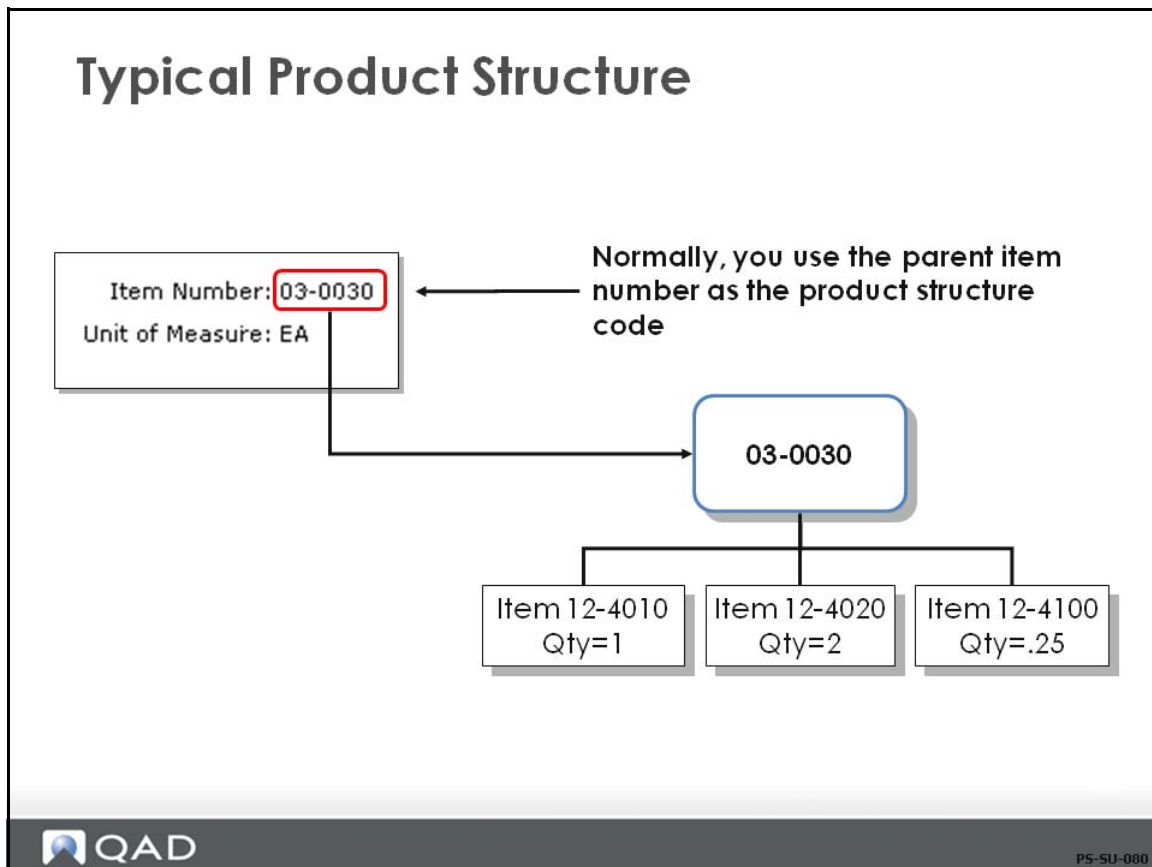 Typical Product Structure
Item Number: 03-0030
Unit of Measure: EA
Normally, you use the parent item
number as the product structure
code
03-0030
Item 12-4010
Qty=1
Item 12-4020
Qty=2
Item 12-4100
Qty=.25
QAD
PS-SU-080